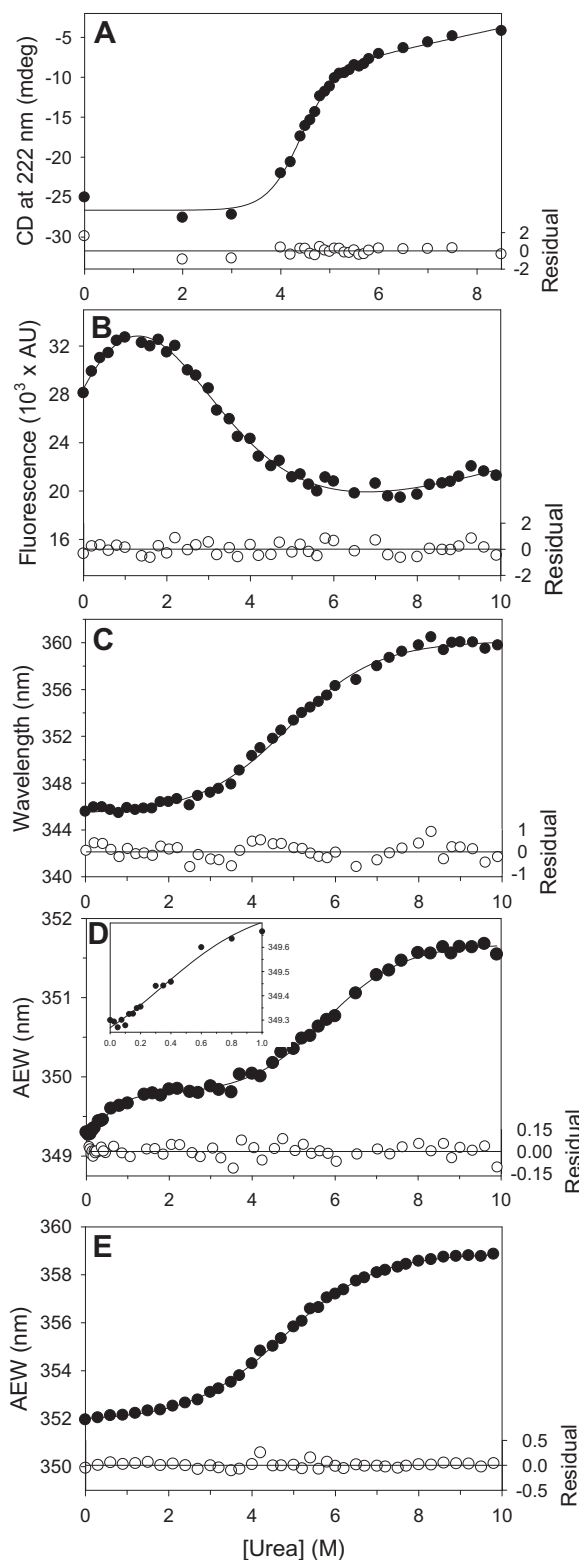 A
CD at 222 nm (mdeg)
-5
-10
-15
-20
-25
-30
2
0
-2
Residual
0 2 4 6 8
B
Fluorescence (10³ x AU)
32
28
24
20
16
2
0
-2
Residual
0 2 4 6 8 10
C
Wavelength (nm)
360
356
352
348
344
340
1
0
-1
Residual
0 2 4 6 8 10
D
AEW (nm)
352
351
350
349
349.6
349.5
349.4
349.3
0.0 0.2 0.4 0.6 0.8 1.0
0.15
0.00
-0.15
Residual
0 2 4 6 8 10
E
AEW (nm)
360
358
356
354
352
350
0.5
0.0
-0.5
Residual
0 2 4 6 8 10
[Urea] (M)